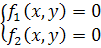 f₁(x, y) = 0
f₂(x, y) = 0